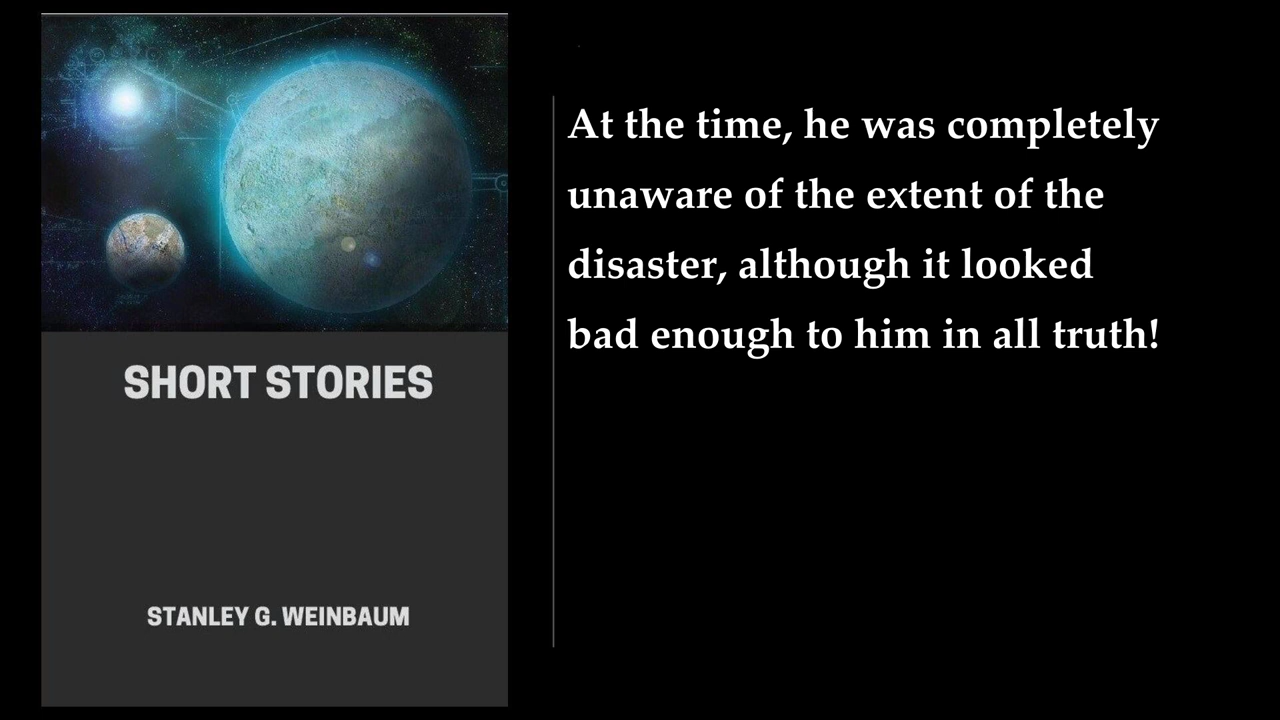 SHORT STORIES
STANLEY G. WEINBAUM
At the time, he was completely
unaware of the extent of the
disaster, although it looked
bad enough to him in all truth!